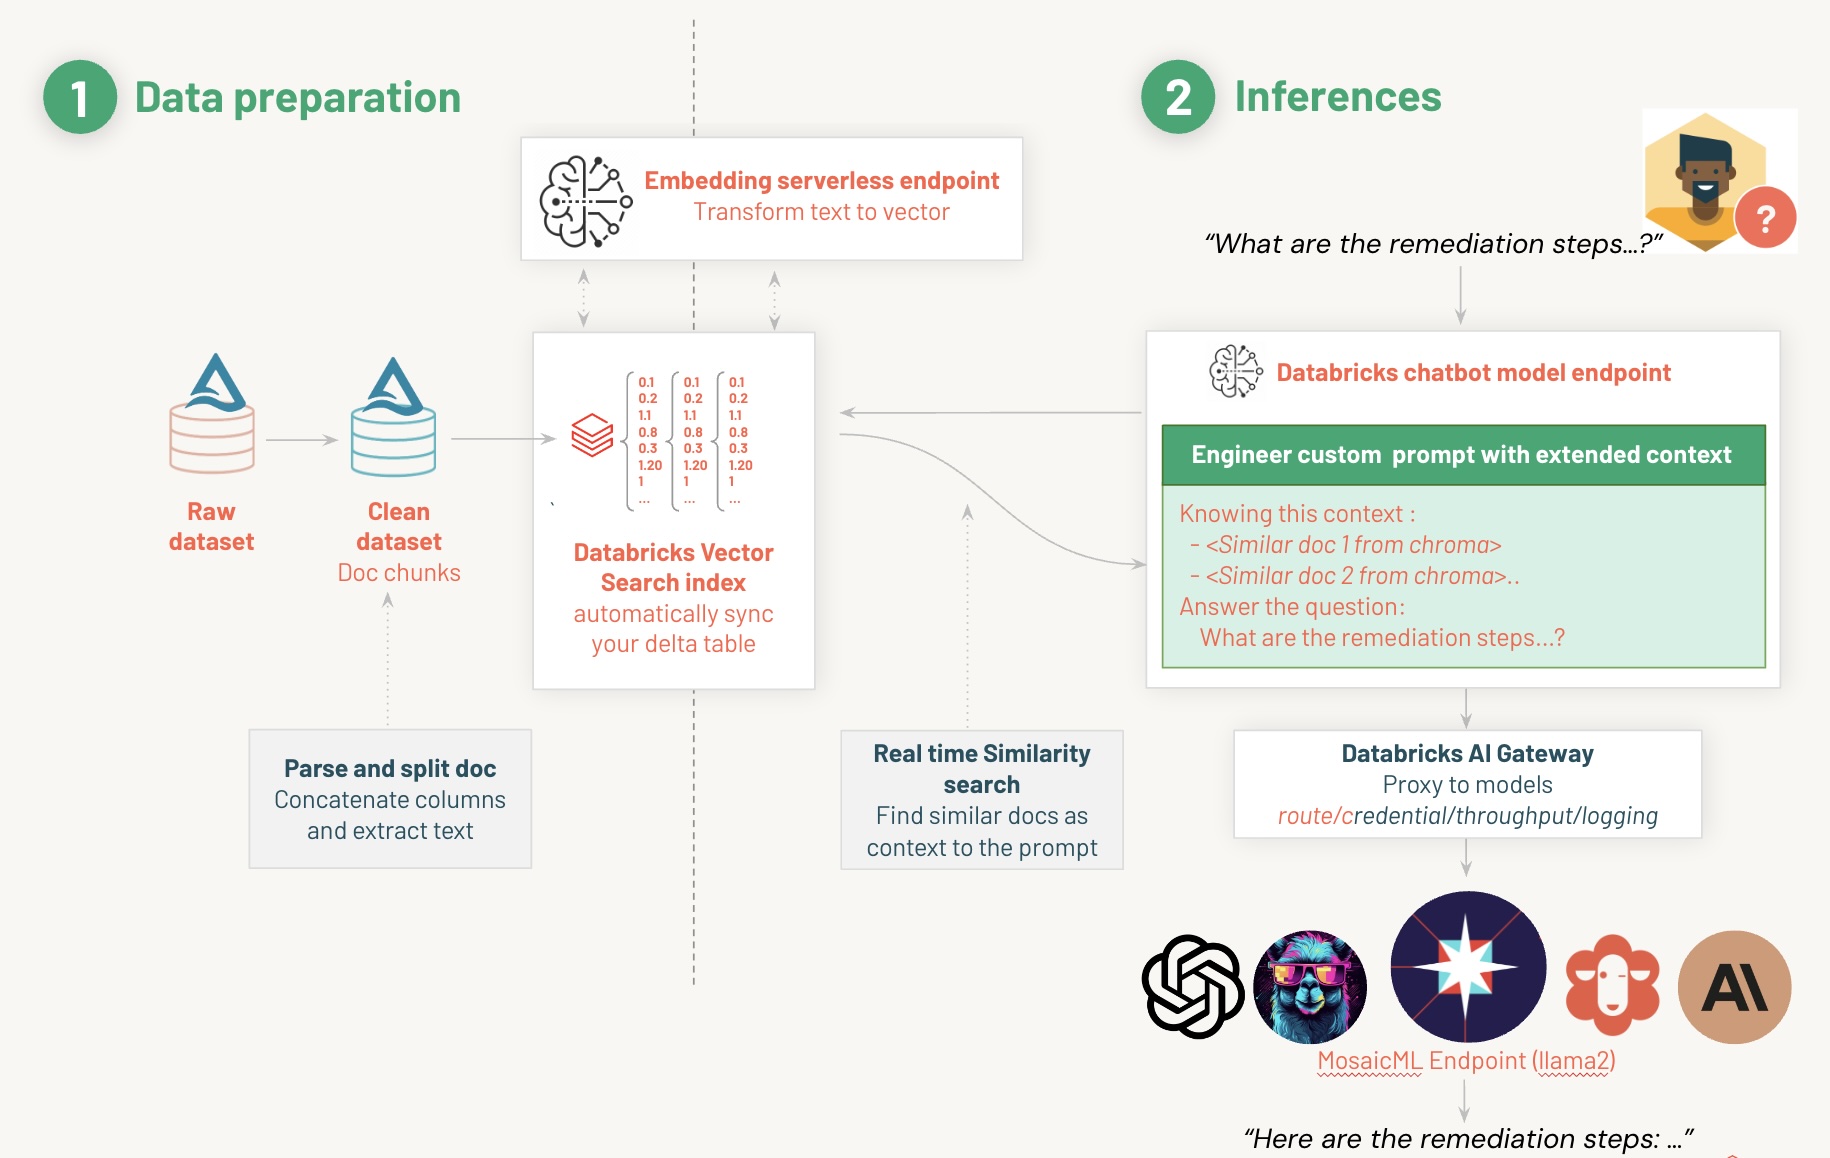 1 Data preparation
2 Inferences
Embedding serverless endpoint
Transform text to vector
?
“What are the remediation steps...?”
Raw
dataset
Clean
dataset
Doc chunks
0.1 0.1 0.1
0.2 0.2 0.2
1.1 1.1 1.1
0.8 0.8 0.8
0.3 0.3 0.3
1.20 1.20 1.20
1 1 1
... ... ...
Databricks Vector
Search index
automatically sync
your delta table
Parse and split doc
Concatenate columns
and extract text
Real time Similarity
search
Find similar docs as
context to the prompt
Databricks chatbot model endpoint
Engineer custom prompt with extended context
Knowing this context :
- <Similar doc 1 from chroma>
- <Similar doc 2 from chroma>..
Answer the question:
What are the remediation steps...?
Databricks AI Gateway
Proxy to models
route/credential/throughput/logging
AI
MosaicML Endpoint (llama2)
“Here are the remediation steps: ...”